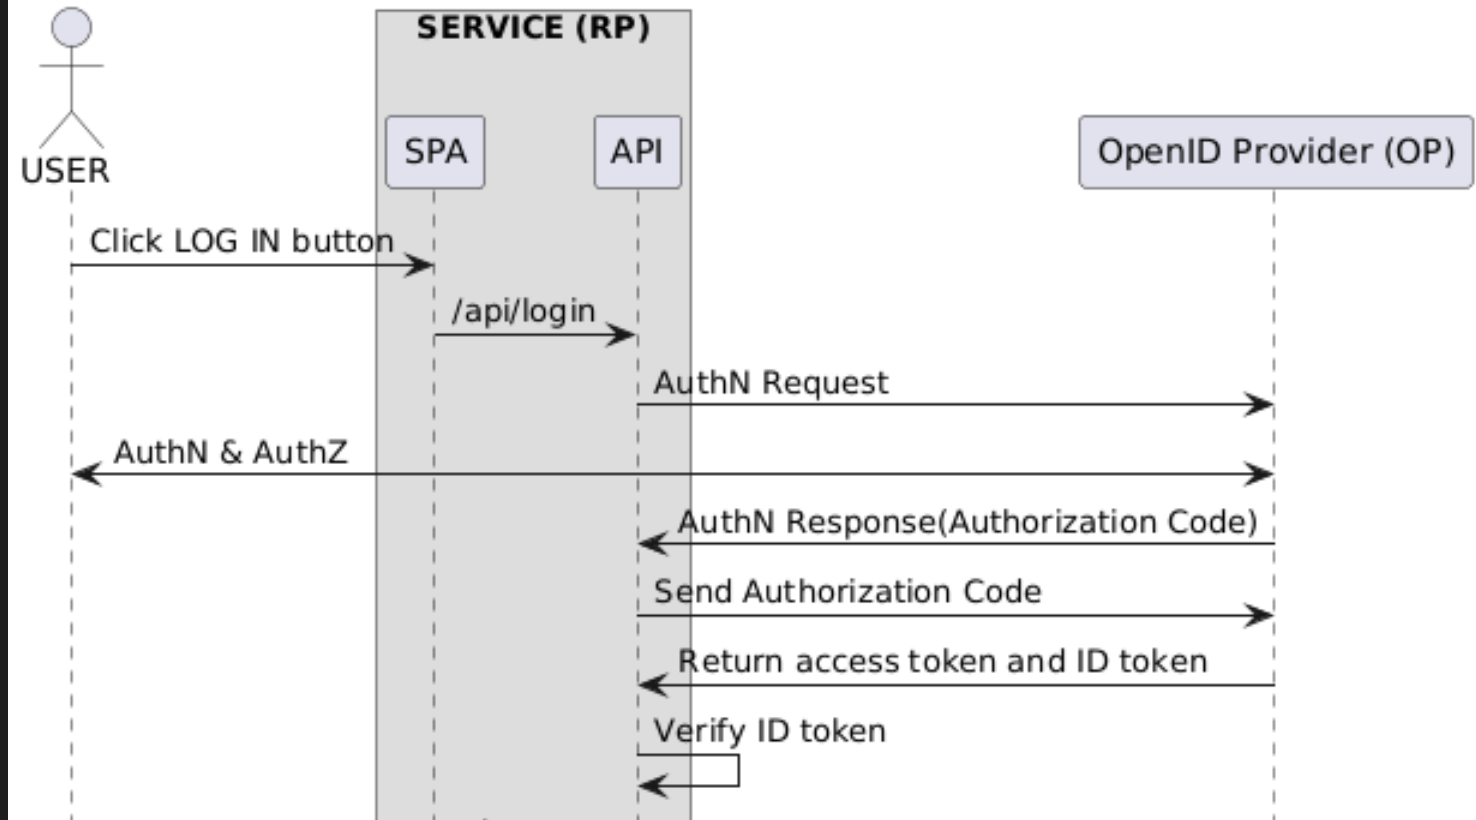 SERVICE (RP)
USER
SPA
API
OpenID Provider (OP)
Click LOG IN button
/api/login
AuthN Request
AuthN & AuthZ
AuthN Response(Authorization Code)
Send Authorization Code
Return access token and ID token
Verify ID token